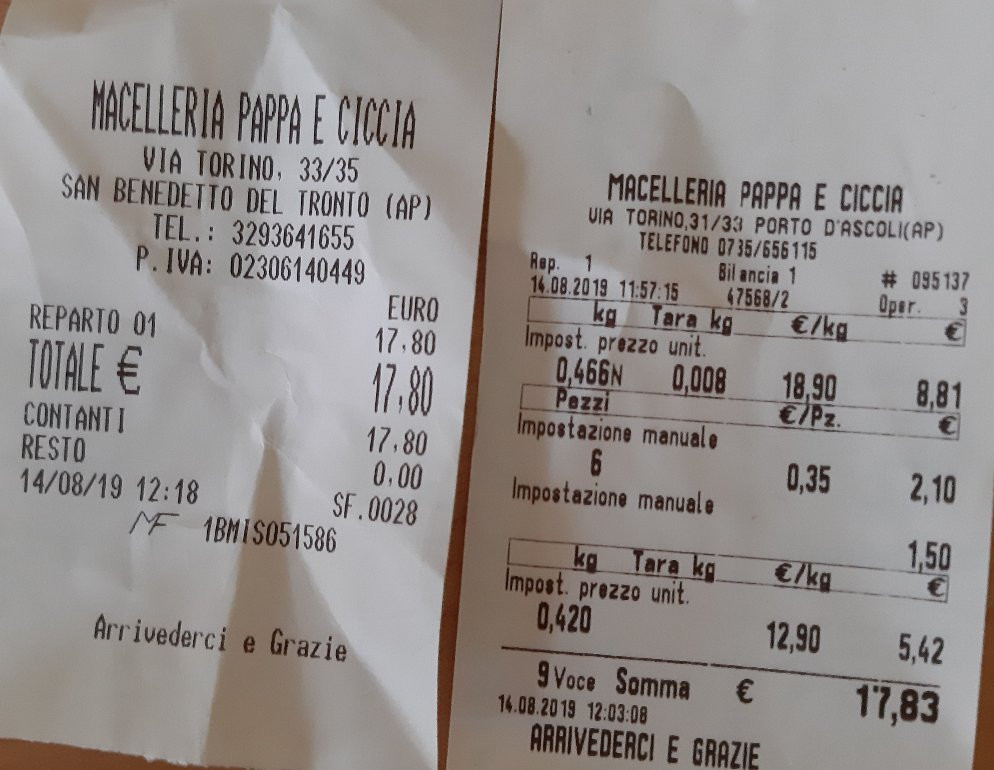 MACELLERIA PAPPA E CICCIA
VIA TORINO, 33/35
SAN BENEDETTO DEL TRONTO (AP)
TEL.: 3293641655
P.IVA: 02306140449
EURO
REPARTO 01 17,80
TOTALE € 17,80
CONTANTI 17,80
RESTO 0,00
14/08/19 12:18 SF.0028
MF 1BMIS051586
Arrivederci e Grazie
MACELLERIA PAPPA E CICCIA
VIA TORINO,31/33 PORTO D'ASCOLI(AP)
TELEFONO 0735/656115
Rep. 1 Bilancia 1 # 095137
14.08.2019 11:57:15 47568/2 Oper. 3
kg Tara kg €/kg €
Impost. prezzo unit.
0,466N 0,008 18,90 8,81
Pezzi €/Pz. €
Impostazione manuale
6 0,35 2,10
Impostazione manuale
1,50
kg Tara kg €/kg €
Impost. prezzo unit.
0,420 12,90 5,42
9 Voce Somma € 17,83
14.08.2019 12:03:08
ARRIVEDERCI E GRAZIE